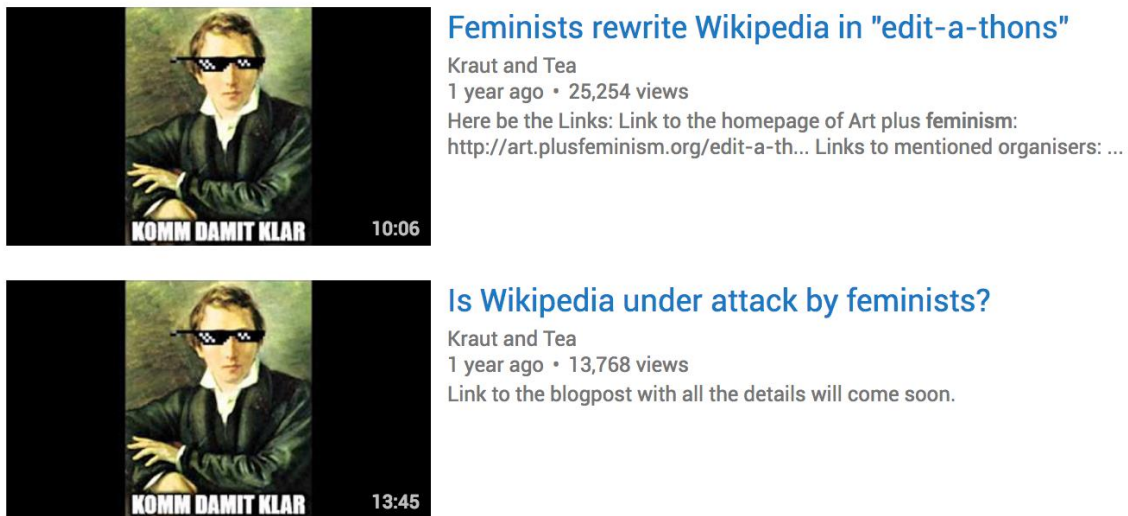 KOMM DAMIT KLAR
10:06
Feminists rewrite Wikipedia in "edit-a-thons"
Kraut and Tea
1 year ago • 25,254 views
Here be the Links: Link to the homepage of Art plus feminism:
http://art.plusfeminism.org/edit-a-th... Links to mentioned organisers: ...
KOMM DAMIT KLAR
13:45
Is Wikipedia under attack by feminists?
Kraut and Tea
1 year ago • 13,768 views
Link to the blogpost with all the details will come soon.